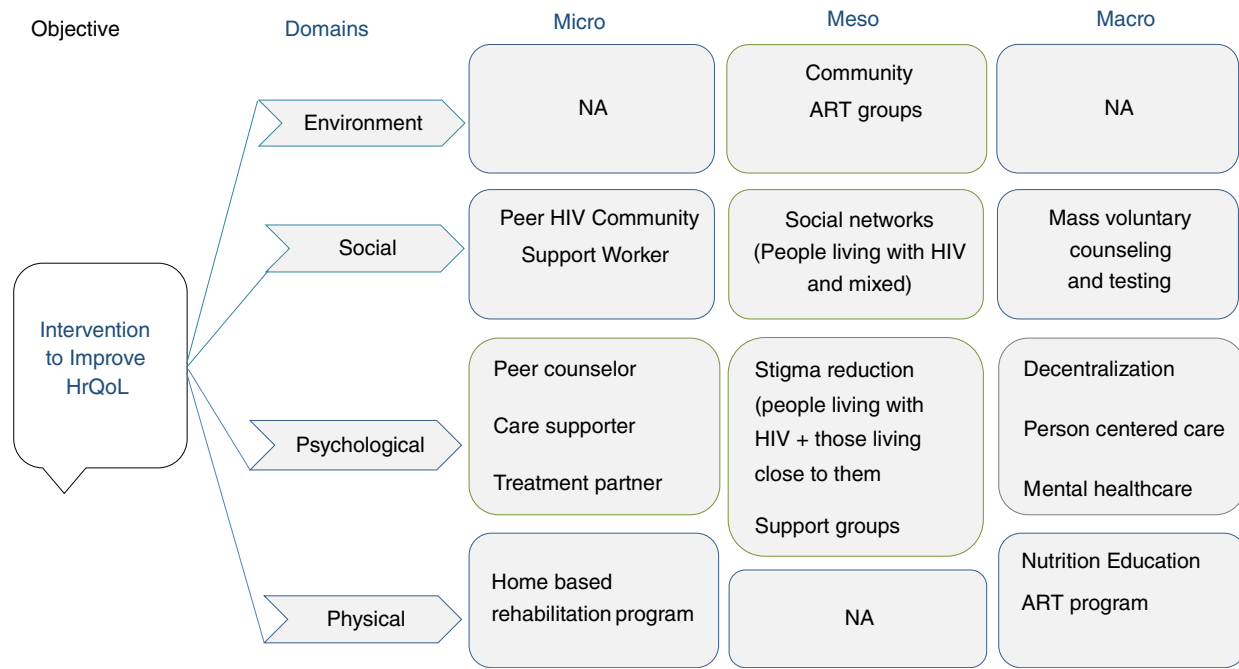 Objective
Domains
Micro
Meso
Macro
Environment
NA
Community
ART groups
NA
Social
Peer HIV Community
Support Worker
Social networks
(People living with HIV
and mixed)
Mass voluntary
counseling
and testing
Intervention
to Improve
HrQoL
Psychological
Peer counselor
Care supporter
Treatment partner
Stigma reduction
(people living with
HIV + those living
close to them
Support groups
Decentralization
Person centered care
Mental healthcare
Physical
Home based
rehabilitation program
NA
Nutrition Education
ART program